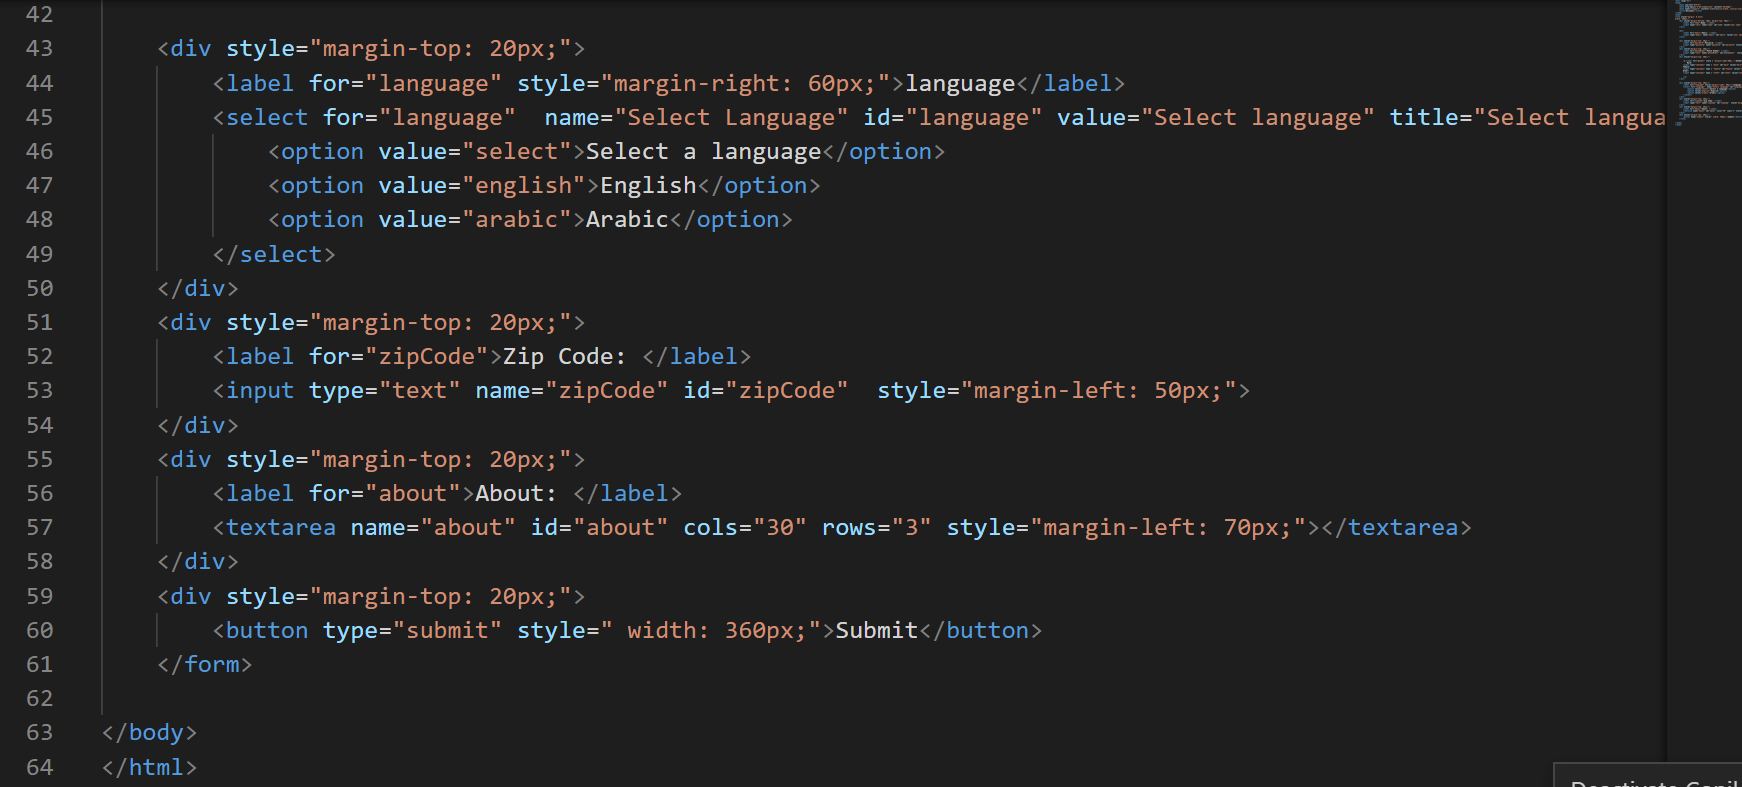 42
43 <div style="margin-top: 20px;">
44 <label for="language" style="margin-right: 60px;">language</label>
45 <select for="language"  name="Select Language" id="language" value="Select language" title="Select langua
46 <option value="select">Select a language</option>
47 <option value="english">English</option>
48 <option value="arabic">Arabic</option>
49 </select>
50 </div>
51 <div style="margin-top: 20px;">
52 <label for="zipCode">Zip Code: </label>
53 <input type="text" name="zipCode" id="zipCode"  style="margin-left: 50px;">
54 </div>
55 <div style="margin-top: 20px;">
56 <label for="about">About: </label>
57 <textarea name="about" id="about" cols="30" rows="3" style="margin-left: 70px;"></textarea>
58 </div>
59 <div style="margin-top: 20px;">
60 <button type="submit" style=" width: 360px;">Submit</button>
61 </form>
62
63 </body>
64 </html>